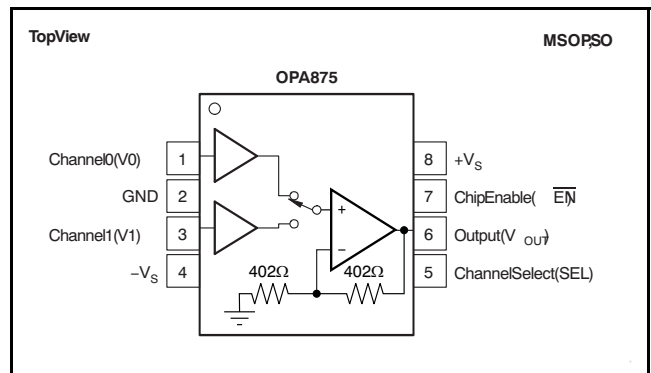 TopView
MSOP,SO
OPA875
Channel0(V0) 1
GND 2
Channel1(V1) 3
−VS 4
8 +VS
7 ChipEnable( EN)
6 Output(V OUT)
5 ChannelSelect(SEL)
+
−
402Ω 402Ω